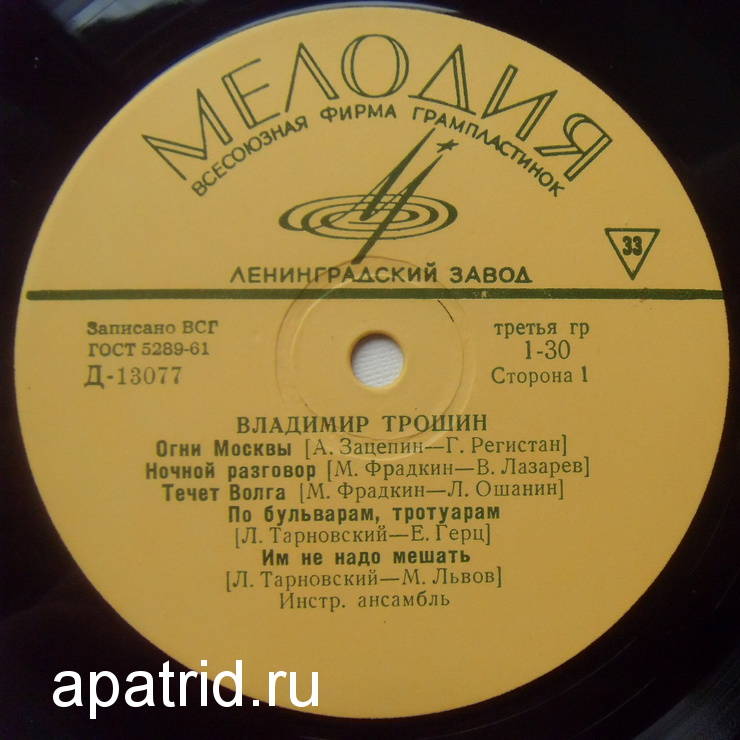 МЕЛОДИЯ
ВСЕСОЮЗНАЯ ФИРМА ГРАМПЛАСТИНОК
33
ЛЕНИНГРАДСКИЙ ЗАВОД
Записано ВСГ
ГОСТ 5289-61
Д-13077
третья гр
1-30
Сторона 1
ВЛАДИМИР ТРОШИН
Огни Москвы [А. Зацепин—Г. Регистан]
Ночной разговор [М. Фрадкин—В. Лазарев]
Течет Волга [М. Фрадкин—Л. Ошанин]
По бульварам, тротуарам
[Л. Тарновский—Е. Герц]
Им не надо мешать
[Л. Тарновский—М. Львов]
Инстр. ансамбль
apatrid.ru